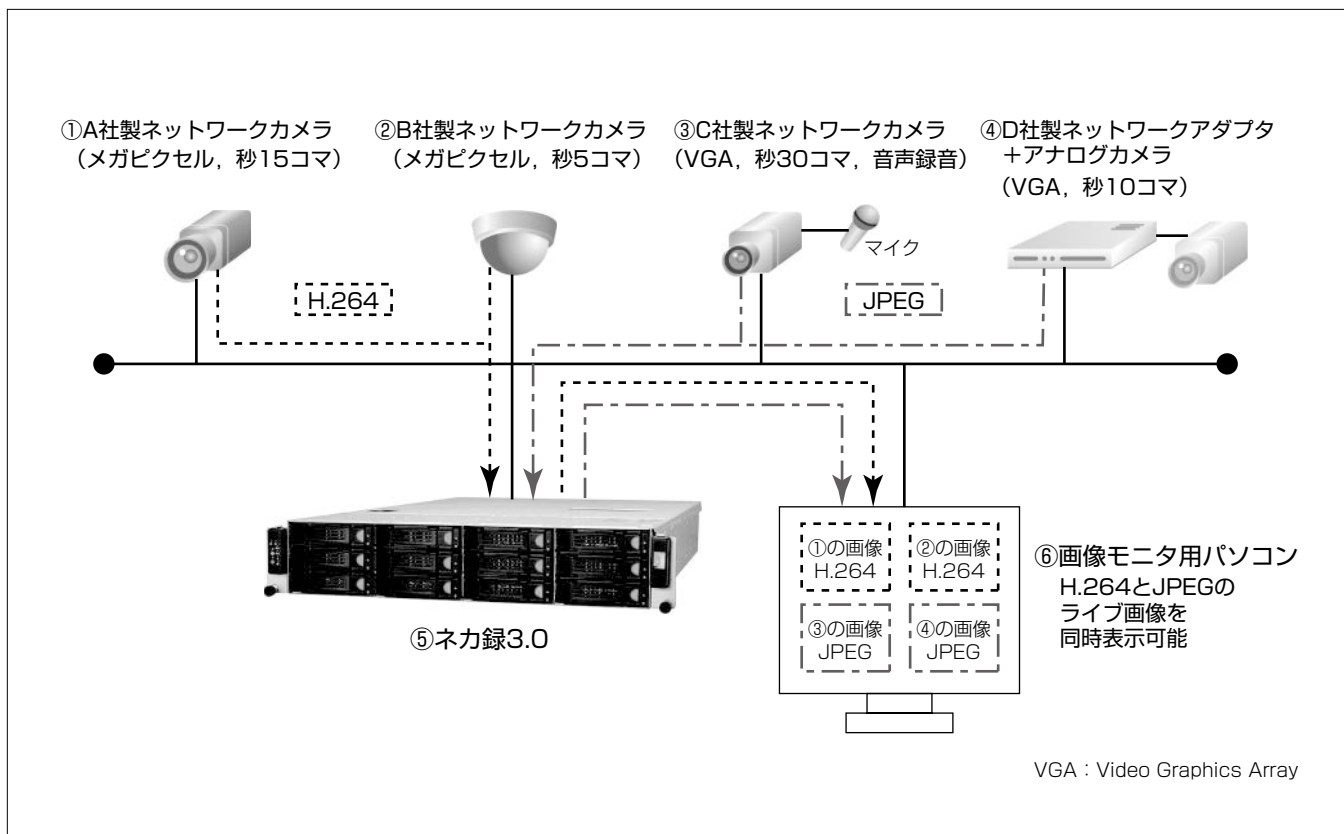 ①A社製ネットワークカメラ
（メガピクセル，秒15コマ）
②B社製ネットワークカメラ
（メガピクセル，秒5コマ）
③C社製ネットワークカメラ
（VGA，秒30コマ，音声録音）
④D社製ネットワークアダプタ
＋アナログカメラ
（VGA，秒10コマ）
マイク
H.264
JPEG
①の画像
H.264
②の画像
H.264
③の画像
JPEG
④の画像
JPEG
⑤ネカ録3.0
⑥画像モニタ用パソコン
H.264とJPEGの
ライブ画像を
同時表示可能
VGA：Video Graphics Array